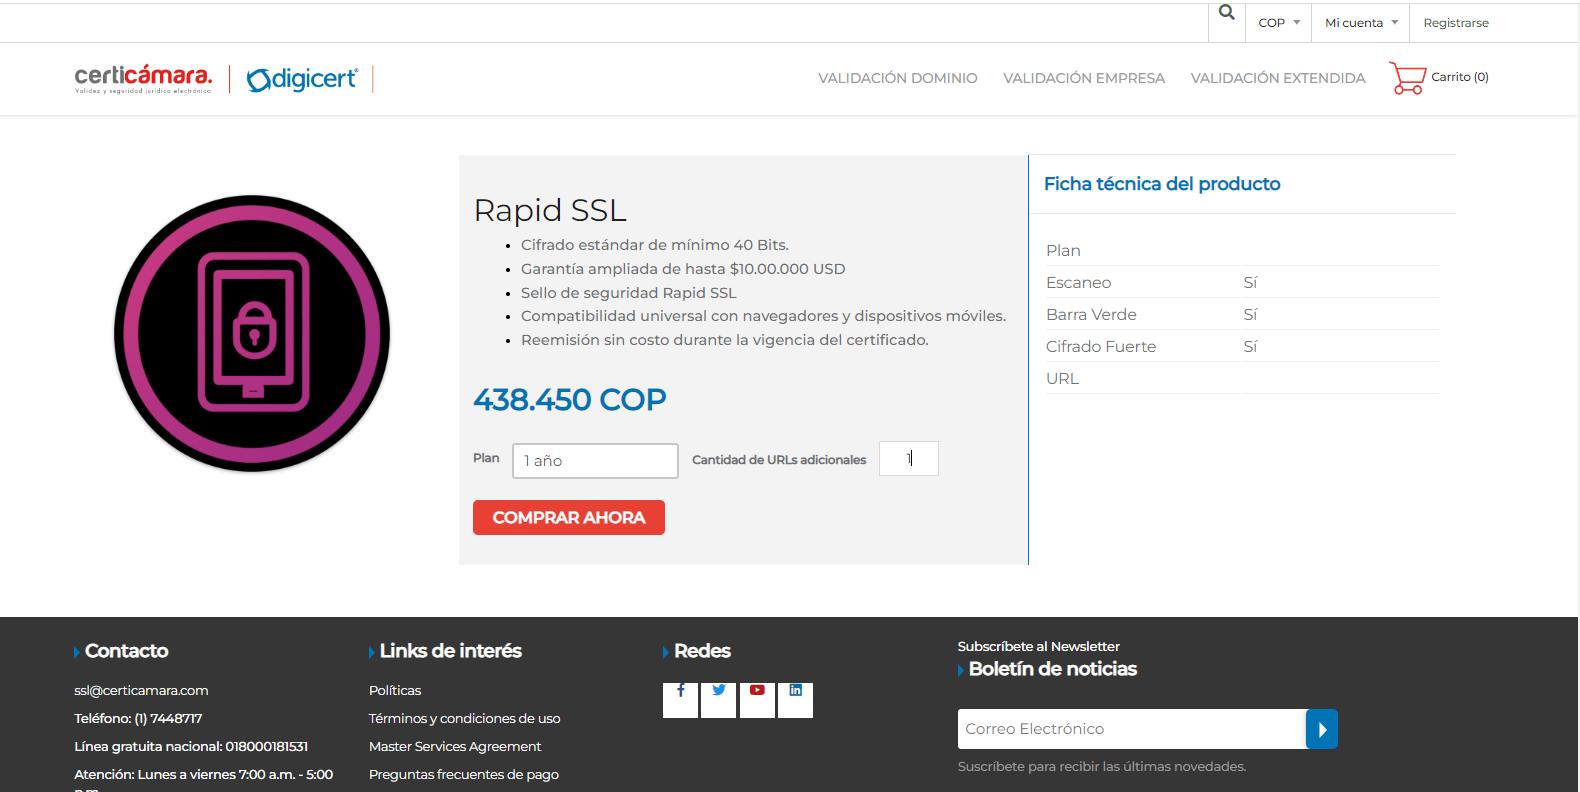 COP
Mi cuenta
Registrarse
certicámara.
Validez y seguridad jurídica electrónica
digicert®
VALIDACIÓN DOMINIO
VALIDACIÓN EMPRESA
VALIDACIÓN EXTENDIDA
Carrito (0)
Rapid SSL
Cifrado estándar de mínimo 40 Bits.
Garantía ampliada de hasta $10.00.000 USD
Sello de seguridad Rapid SSL
Compatibilidad universal con navegadores y dispositivos móviles.
Reemisión sin costo durante la vigencia del certificado.
438.450 COP
Plan
1 año
Cantidad de URLs adicionales
1
COMPRAR AHORA
Ficha técnica del producto
Plan
Escaneo Sí
Barra Verde Sí
Cifrado Fuerte Sí
URL
Contacto
ssl@certicamara.com
Teléfono: (1) 7448717
Línea gratuita nacional: 018000181531
Atención: Lunes a viernes 7:00 a.m. - 5:00
p.m.
Links de interés
Políticas
Términos y condiciones de uso
Master Services Agreement
Preguntas frecuentes de pago
Redes
Subscríbete al Newsletter
Boletín de noticias
Correo Electrónico
Suscríbete para recibir las últimas novedades.